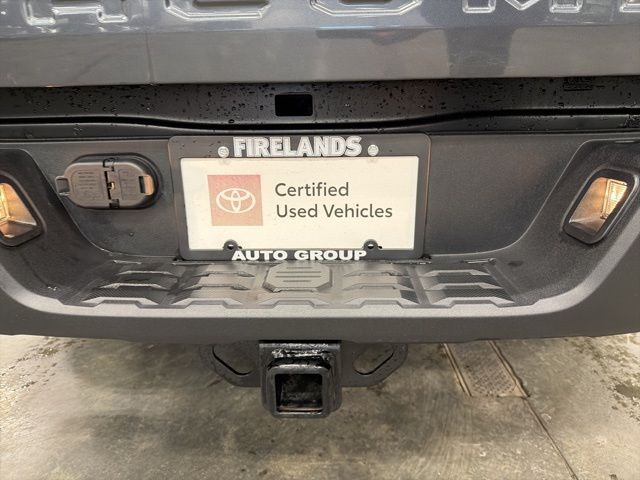 FIRELANDS
Certified
Used Vehicles
AUTO GROUP